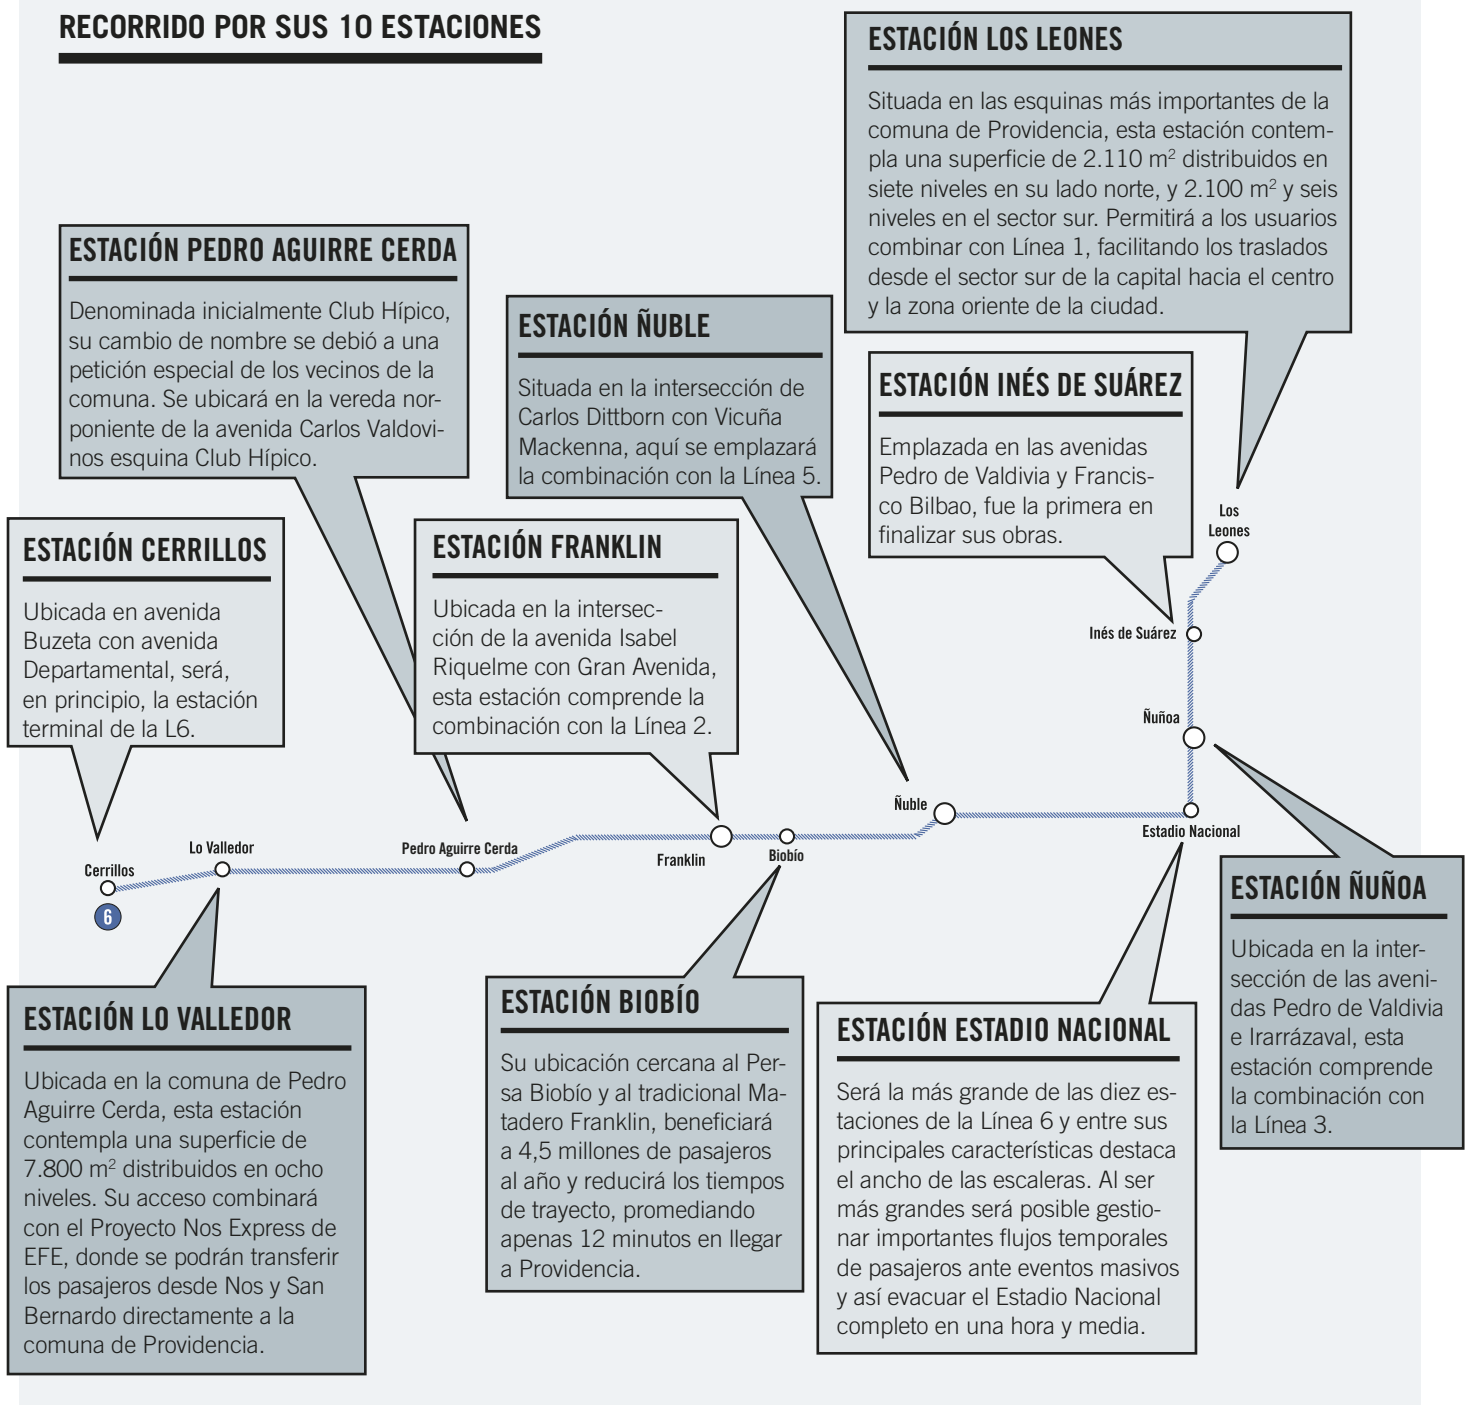 RECORRIDO POR SUS 10 ESTACIONES
ESTACIÓN LOS LEONES
Situada en las esquinas más importantes de la
comuna de Providencia, esta estación contem-
pla una superficie de 2.110 m² distribuidos en
siete niveles en su lado norte, y 2.100 m² y seis
niveles en el sector sur. Permitirá a los usuarios
combinar con Línea 1, facilitando los traslados
desde el sector sur de la capital hacia el centro
y la zona oriente de la ciudad.
ESTACIÓN PEDRO AGUIRRE CERDA
Denominada inicialmente Club Hípico,
su cambio de nombre se debió a una
petición especial de los vecinos de la
comuna. Se ubicará en la vereda nor-
poniente de la avenida Carlos Valdovi-
nos esquina Club Hípico.
ESTACIÓN ÑUBLE
Situada en la intersección de
Carlos Dittborn con Vicuña
Mackenna, aquí se emplazará
la combinación con la Línea 5.
ESTACIÓN INÉS DE SUÁREZ
Emplazada en las avenidas
Pedro de Valdivia y Francis-
co Bilbao, fue la primera en
finalizar sus obras.
ESTACIÓN CERRILLOS
Ubicada en avenida
Buzeta con avenida
Departamental, será,
en principio, la estación
terminal de la L6.
ESTACIÓN FRANKLIN
Ubicada en la intersec-
ción de la avenida Isabel
Riquelme con Gran Avenida,
esta estación comprende la
combinación con la Línea 2.
Los
Leones
Inés de Suárez
Ñuñoa
Ñuble
Estadio Nacional
Lo Valledor
Pedro Aguirre Cerda
Franklin
Biobío
Cerrillos
6
ESTACIÓN ÑUÑOA
Ubicada en la inter-
sección de las aveni-
das Pedro de Valdivia
e Irarrázaval, esta
estación comprende
la combinación con
la Línea 3.
ESTACIÓN LO VALLEDOR
Ubicada en la comuna de Pedro
Aguirre Cerda, esta estación
contempla una superficie de
7.800 m² distribuidos en ocho
niveles. Su acceso combinará
con el Proyecto Nos Express de
EFE, donde se podrán transferir
los pasajeros desde Nos y San
Bernardo directamente a la
comuna de Providencia.
ESTACIÓN BIOBÍO
Su ubicación cercana al Per-
sa Biobío y al tradicional Ma-
tadero Franklin, beneficiará
a 4,5 millones de pasajeros
al año y reducirá los tiempos
de trayecto, promediando
apenas 12 minutos en llegar
a Providencia.
ESTACIÓN ESTADIO NACIONAL
Será la más grande de las diez es-
taciones de la Línea 6 y entre sus
principales características destaca
el ancho de las escaleras. Al ser
más grandes será posible gestio-
nar importantes flujos temporales
de pasajeros ante eventos masivos
y así evacuar el Estadio Nacional
completo en una hora y media.